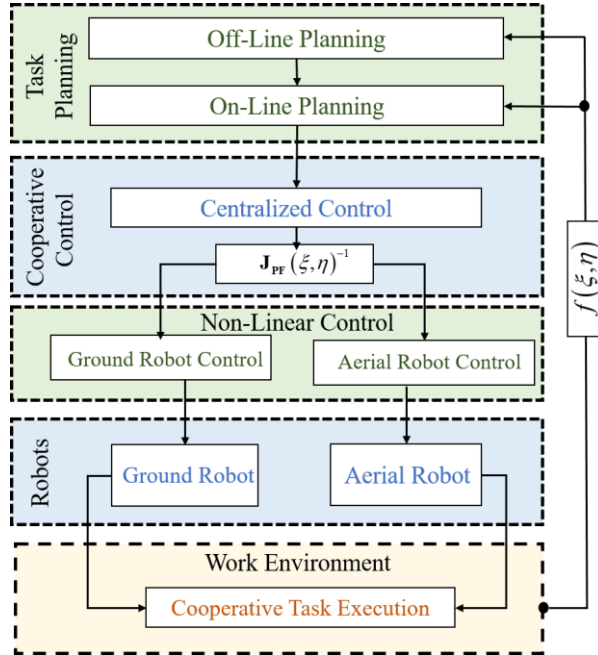 Task
Planning
Off-Line Planning
On-Line Planning
Cooperative
Control
Centralized Control
J_PF(ξ,η)⁻¹
f(ξ,η)
Non-Linear Control
Ground Robot Control
Aerial Robot Control
Robots
Ground Robot
Aerial Robot
Work Environment
Cooperative Task Execution